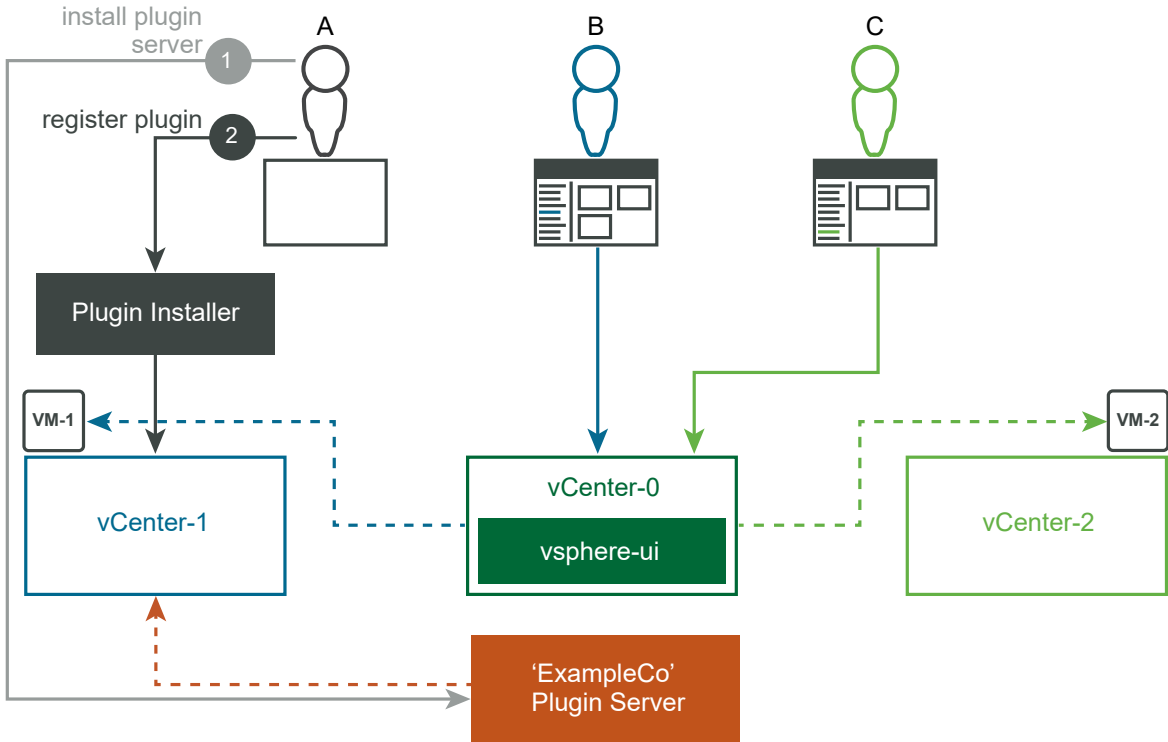 install plugin
server
1
A
B
C
register plugin
2
Plugin Installer
VM-1
VM-2
vCenter-1
vCenter-0
vsphere-ui
vCenter-2
‘ExampleCo’
Plugin Server